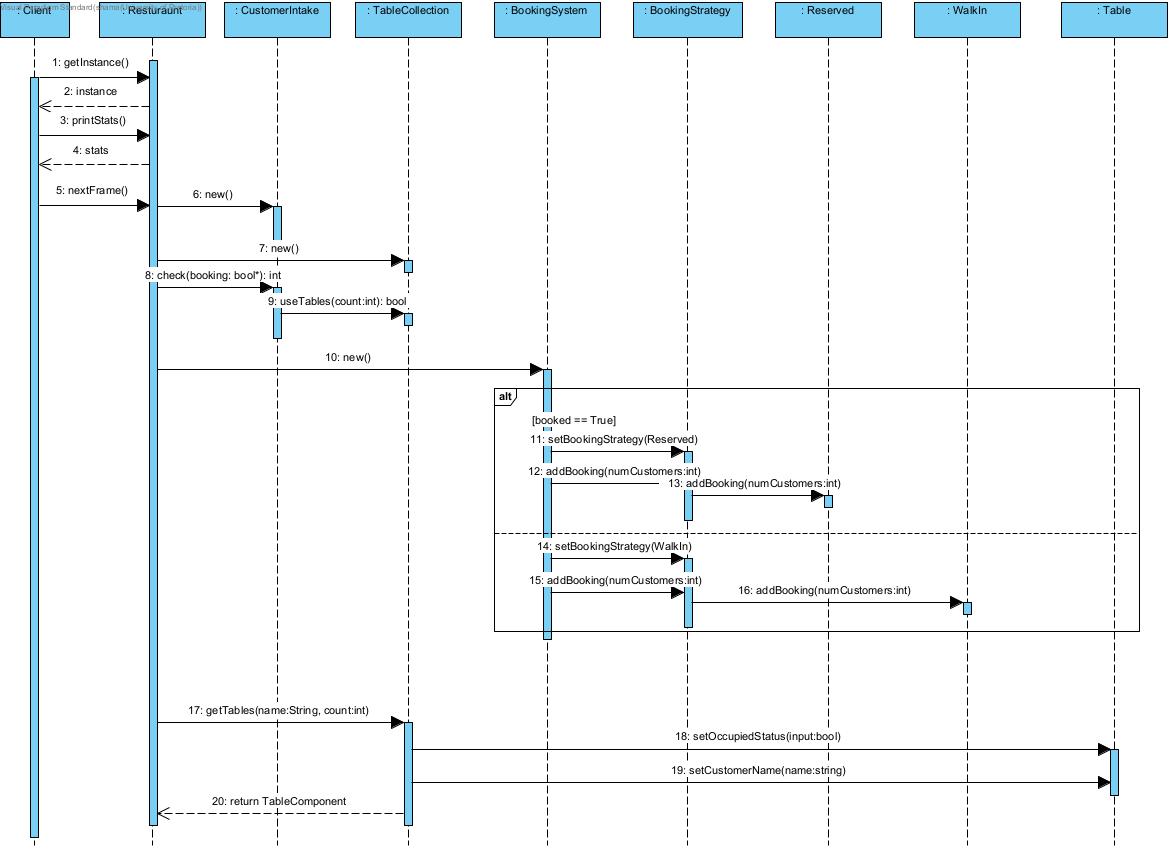 : Client
: Resturaunt
: CustomerIntake
: TableCollection
: BookingSystem
: BookingStrategy
: Reserved
: WalkIn
: Table
1: getInstance()
2: instance
3: printStats()
4: stats
5: nextFrame()
6: new()
7: new()
8: check(booking: bool*): int
9: useTables(count:int): bool
10: new()
alt
[booked == True]
11: setBookingStrategy(Reserved)
12: addBooking(numCustomers:int)
13: addBooking(numCustomers:int)
14: setBookingStrategy(WalkIn)
15: addBooking(numCustomers:int)
16: addBooking(numCustomers:int)
17: getTables(name:String, count:int)
18: setOccupiedStatus(input:bool)
19: setCustomerName(name:string)
20: return TableComponent